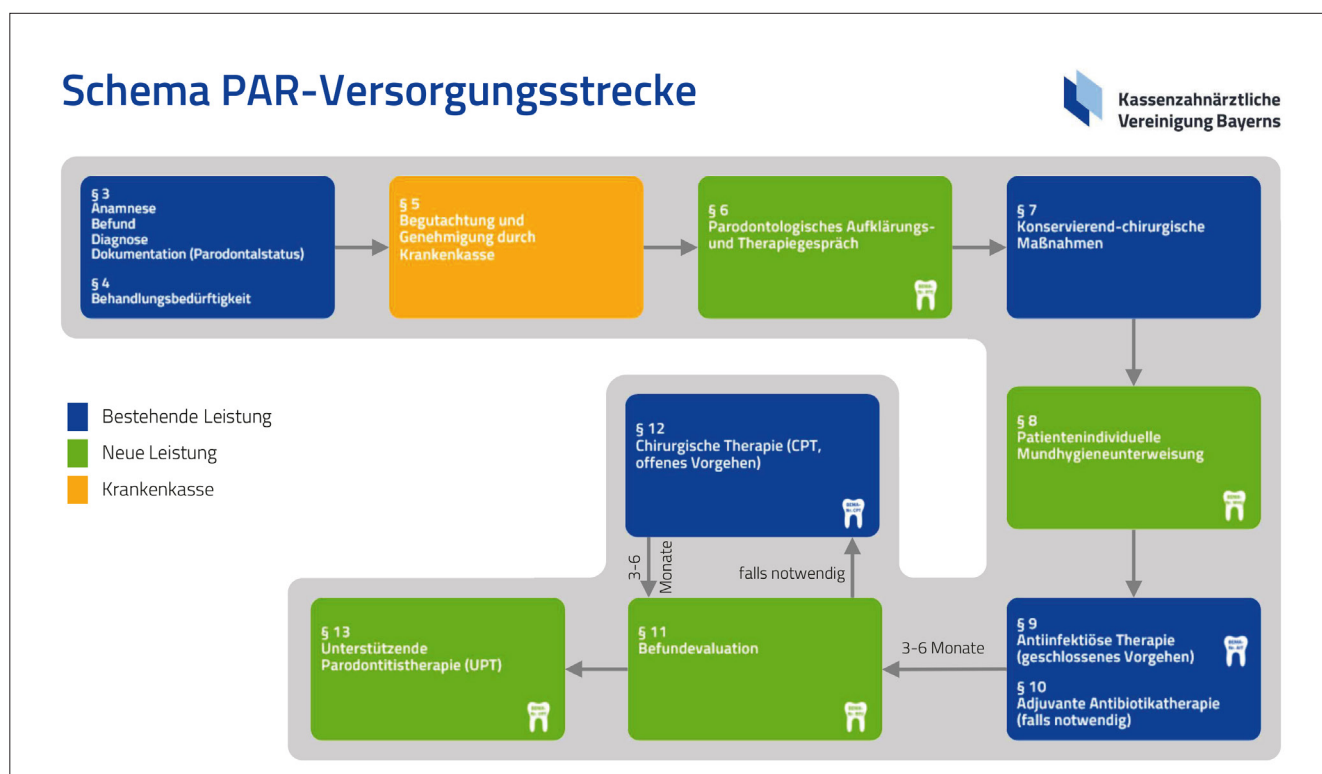 Schema PAR-Versorgungsstrecke
Kassenzahnärztliche
Vereinigung Bayerns
§ 3
Anamnese
Befund
Diagnose
Dokumentation (Parodontalstatus)
§ 4
Behandlungsbedürftigkeit
§ 5
Begutachtung und
Genehmigung durch
Krankenkasse
§ 6
Parodontologisches Aufklärungs-
und Therapiegespräch
§ 7
Konservierend-chirurgische
Maßnahmen
Bestehende Leistung
Neue Leistung
Krankenkasse
§ 12
Chirurgische Therapie (CPT,
offenes Vorgehen)
§ 8
Patientenindividuelle
Mundhygieneunterweisung
3-6
Monate
falls notwendig
§ 13
Unterstützende
Parodontitistherapie (UPT)
§ 11
Befundevaluation
3-6 Monate
§ 9
Antiinfektiöse Therapie
(geschlossenes Vorgehen)
§ 10
Adjuvante Antibiotikatherapie
(falls notwendig)